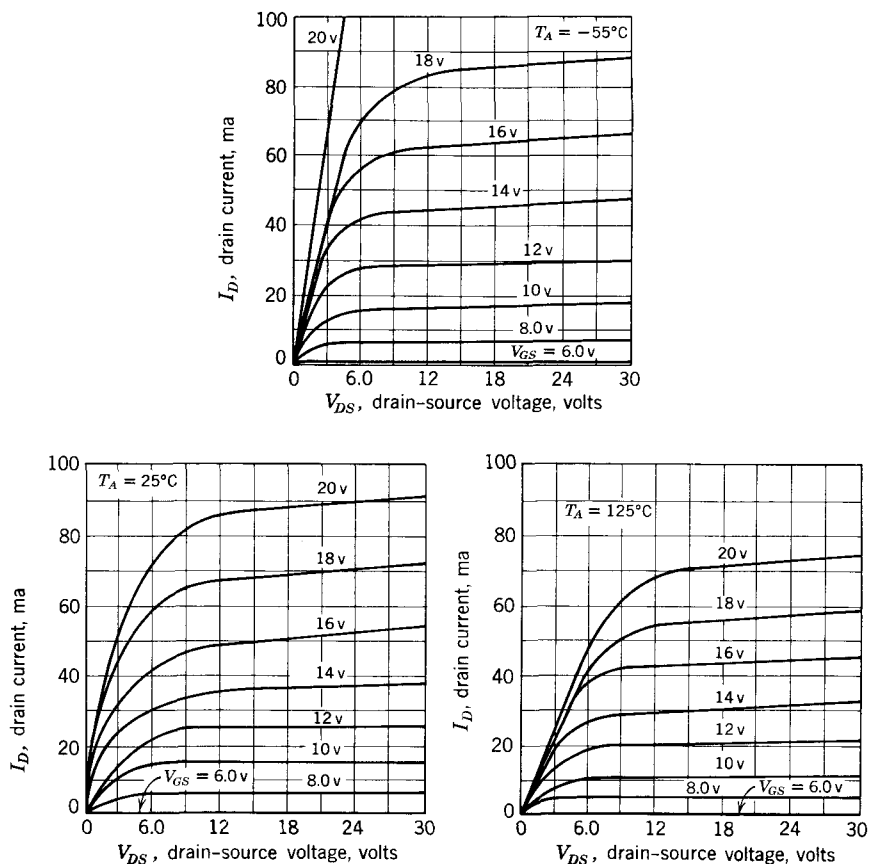 100
80
60
40
20
0
I_D, drain current, ma
20 v
T_A = −55°C
18 v
16 v
14 v
12 v
10 v
8.0 v
V_GS = 6.0 v
0 6.0 12 18 24 30
V_DS, drain–source voltage, volts
100
80
60
40
20
0
I_D, drain current, ma
T_A = 25°C
20 v
18 v
16 v
14 v
12 v
10 v
V_GS = 6.0 v
8.0 v
0 6.0 12 18 24 30
V_DS, drain–source voltage, volts
100
80
60
40
20
0
I_D, drain current, ma
T_A = 125°C
20 v
18 v
16 v
14 v
12 v
10 v
8.0 v
V_GS = 6.0 v
0 6.0 12 18 24 30
V_DS, drain–source voltage, volts